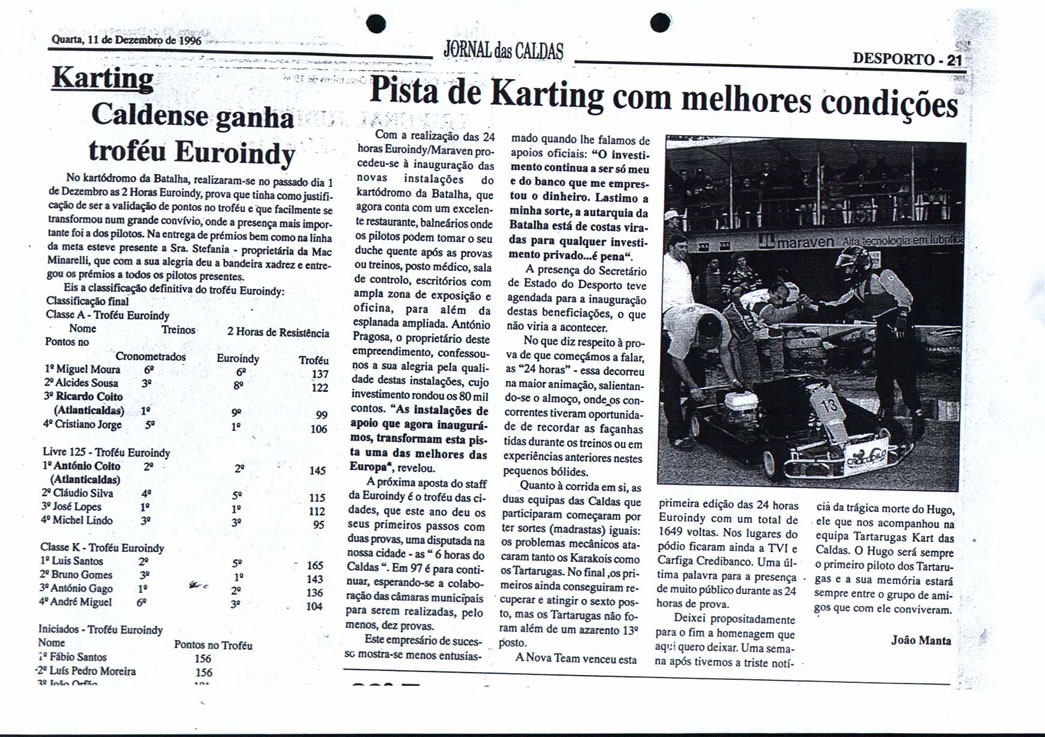 Quarta, 11 de Dezembro de 1996
JORNAL das CALDAS
DESPORTO - 21
Karting
Caldense ganha
troféu Euroindy
No kartódromo da Batalha, realizaram-se no passado dia 1
de Dezembro as 2 Horas Euroindy, prova que tinha como justifi-
cação de ser a validação de pontos no troféu e que facilmente se
transformou num grande convívio, onde a presença mais impor-
tante foi a dos pilotos. Na entrega de prémios bem como na linha
da meta esteve presente a Sra. Stefania - proprietária da Mac
Minarelli, que com a sua alegria deu a bandeira xadrez e entre-
gou os prémios a todos os pilotos presentes.
Eis a classificação definitiva do troféu Euroindy:
Classificação final
Classe A - Troféu Euroindy
Nome Treinos 2 Horas de Resistência
Pontos no
Cronometrados Euroindy Troféu
1º Miguel Moura 6º 6º 137
2º Alcides Sousa 3º 8º 122
3º Ricardo Coito
(Atlanticaldas) 1º 9º 99
4º Cristiano Jorge 5º 1º 106
Livre 125 - Troféu Euroindy
1º António Coito 2º 2º 145
(Atlanticaldas)
2º Cláudio Silva 4º 5º 115
3º José Lopes 1º 1º 112
4º Michel Lindo 3º 3º 95
Classe K - Troféu Euroindy
1º Luis Santos 2º 5º 165
2º Bruno Gomes 3º 1º 143
3º António Gago 1º 2º 136
4º André Miguel 6º 3º 104
Iniciados - Troféu Euroindy
Nome Pontos no Troféu
1º Fábio Santos 156
2º Luís Pedro Moreira 156
3º João Orfão
Pista de Karting com melhores condições
Com a realização das 24
horas Euroindy/Maraven pro-
cedeu-se à inauguração das
novas instalações do
kartódromo da Batalha, que
agora conta com um excelen-
te restaurante, balneários onde
os pilotos podem tomar o seu
duche quente após as provas
ou treinos, posto médico, sala
de controlo, escritórios com
ampla zona de exposição e
oficina, para além da
esplanada ampliada. António
Pragosa, o proprietário deste
empreendimento, confessou-
nos a sua alegria pela quali-
dade destas instalações, cujo
investimento rondou os 80 mil
contos. "As instalações de
apoio que agora inaugurá-
mos, transformam esta pis-
ta uma das melhores das
Europa", revelou.
A próxima aposta do staff
da Euroindy é o troféu das ci-
dades, que este ano deu os
seus primeiros passos com
duas provas, uma disputada na
nossa cidade - as " 6 horas do
Caldas ". Em 97 é para conti-
nuar, esperando-se a colabo-
ração das câmaras municipais
para serem realizadas, pelo
menos, dez provas.
Este empresário de suces-
so mostra-se menos entusias-
mado quando lhe falamos de
apoios oficiais: "O investi-
mento continua a ser só meu
e do banco que me empres-
tou o dinheiro. Lastimo a
minha sorte, a autarquia da
Batalha está de costas vira-
das para qualquer investi-
mento privado...é pena".
A presença do Secretário
de Estado do Desporto teve
agendada para a inauguração
destas beneficiações, o que
não viria a acontecer.
No que diz respeito à pro-
va de que começámos a falar,
as "24 horas" - essa decorreu
na maior animação, salientan-
do-se o almoço, onde os con-
correntes tiveram oportunida-
de de recordar as façanhas
tidas durante os treinos ou em
experiências anteriores nestes
pequenos bólides.
Quanto à corrida em si, as
duas equipas das Caldas que
participaram começaram por
ter sortes (madrastas) iguais:
os problemas mecânicos ata-
caram tanto os Karakois como
os Tartarugas. No final ,os pri-
meiros ainda conseguiram re-
cuperar e atingir o sexto pos-
to, mas os Tartarugas não fo-
ram além de um azarento 13º
posto.
A Nova Team venceu esta
maraven Alta tecnologia em lubrifica
13
primeira edição das 24 horas
Euroindy com um total de
1649 voltas. Nos lugares do
pódio ficaram ainda a TVI e
Carfiga Credibanco. Uma úl-
tima palavra para a presença
de muito público durante as 24
horas de prova.
Deixei propositadamente
para o fim a homenagem que
aqui quero deixar. Uma sema-
na após tivemos a triste notí-
cia da trágica morte do Hugo,
ele que nos acompanhou na
equipa Tartarugas Kart das
Caldas. O Hugo será sempre
o primeiro piloto dos Tartaru-
gas e a sua memória estará
sempre entre o grupo de ami-
gos que com ele conviveram.
João Manta